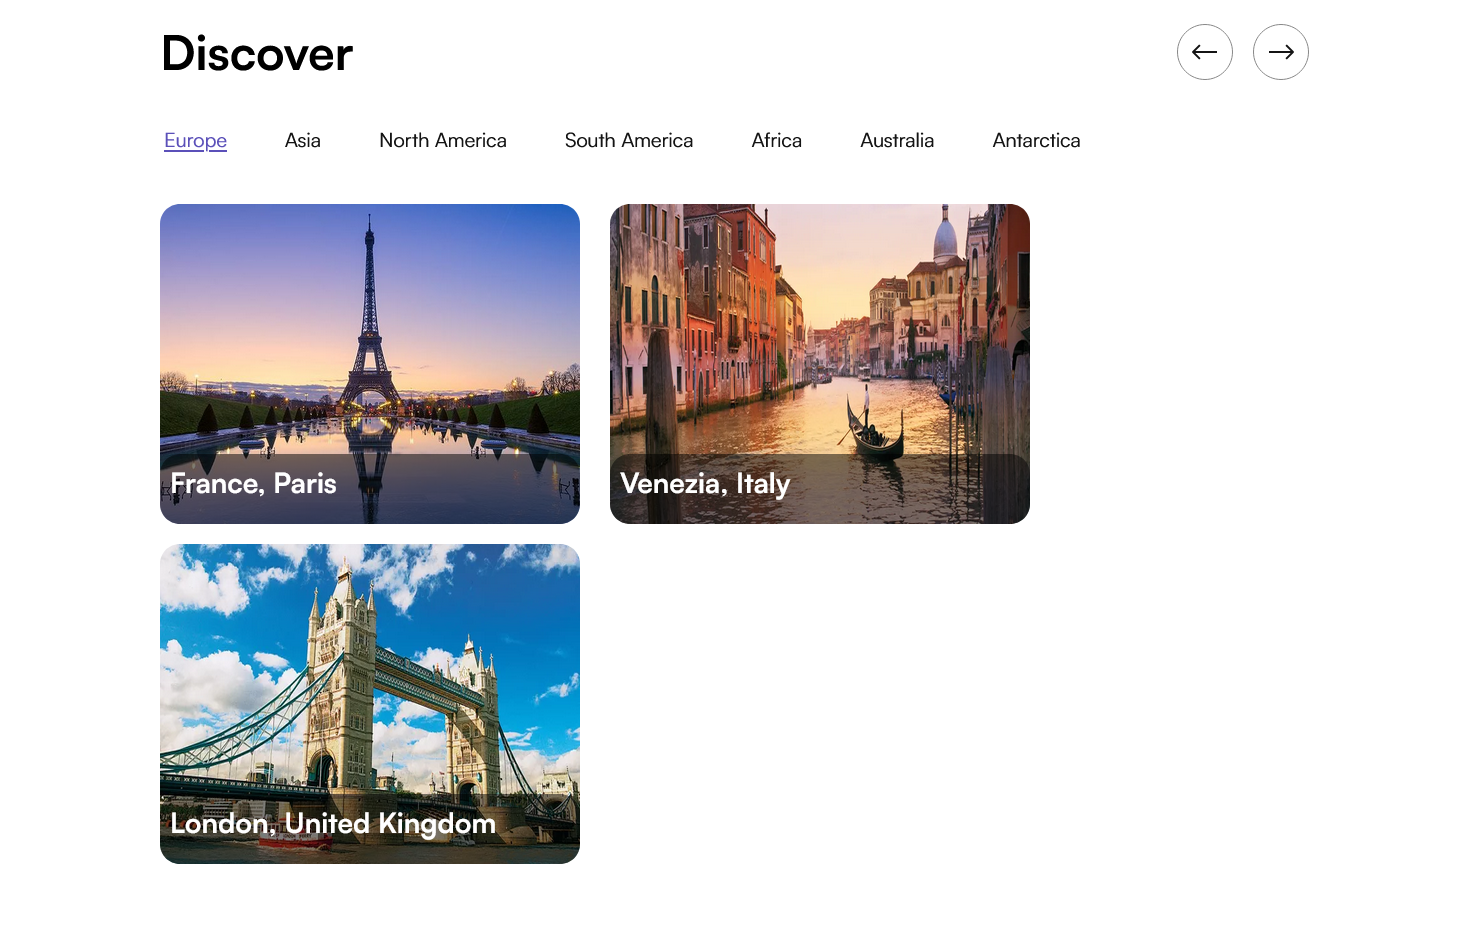 Discover
Europe Asia North America South America Africa Australia Antarctica
France, Paris
Venezia, Italy
London, United Kingdom